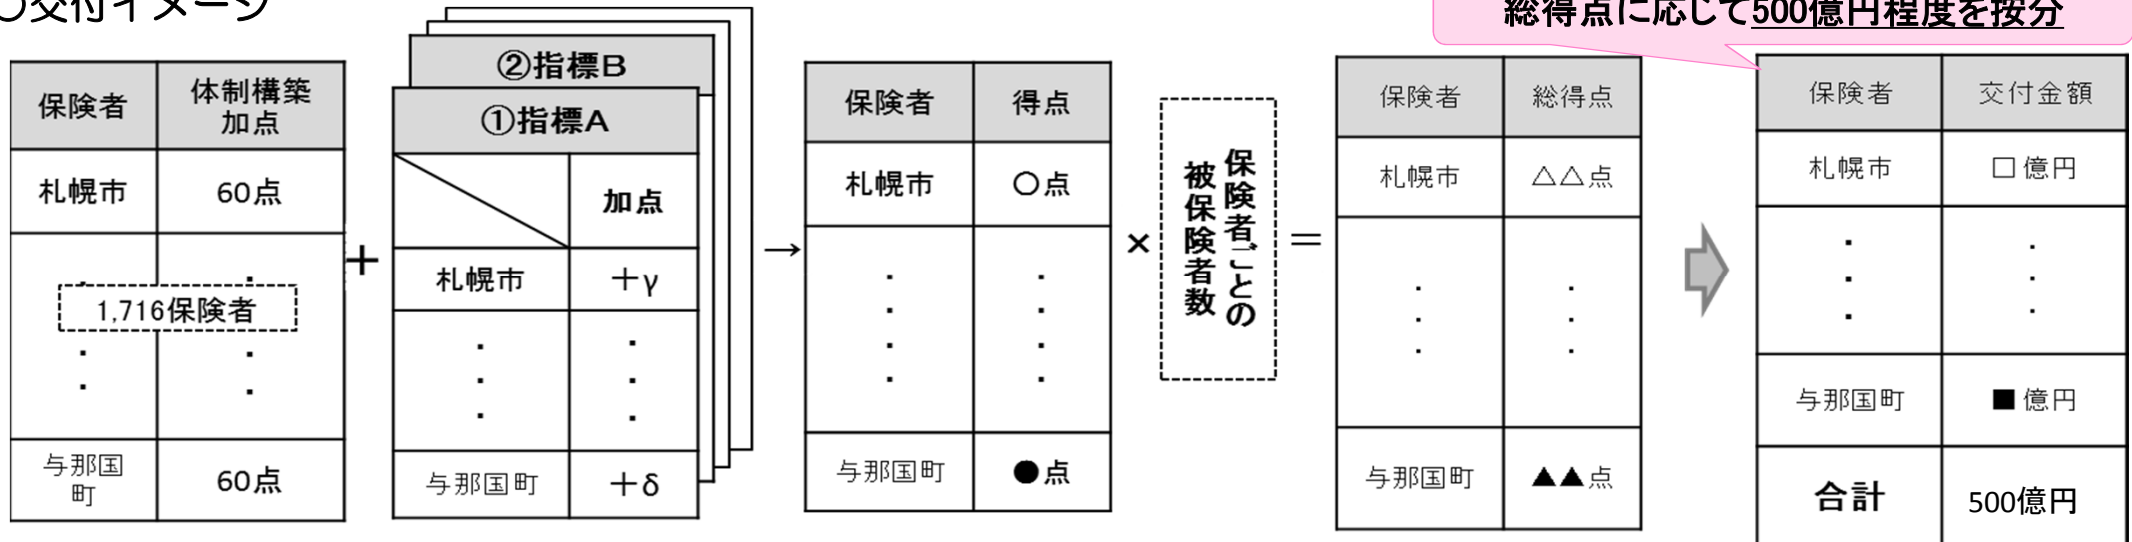 ○交付イメージ
総得点に応じて500億円程度を按分
保険者
体制構築
加点
札幌市
60点
1,716保険者
与那国
町
60点
＋
②指標B
①指標A
加点
札幌市
＋γ
与那国町
＋δ
→
保険者
得点
札幌市
○点
与那国町
●点
×
保険者ごとの
被保険者数
＝
保険者
総得点
札幌市
△△点
与那国町
▲▲点
保険者
交付金額
札幌市
□億円
与那国町
■億円
合計
500億円